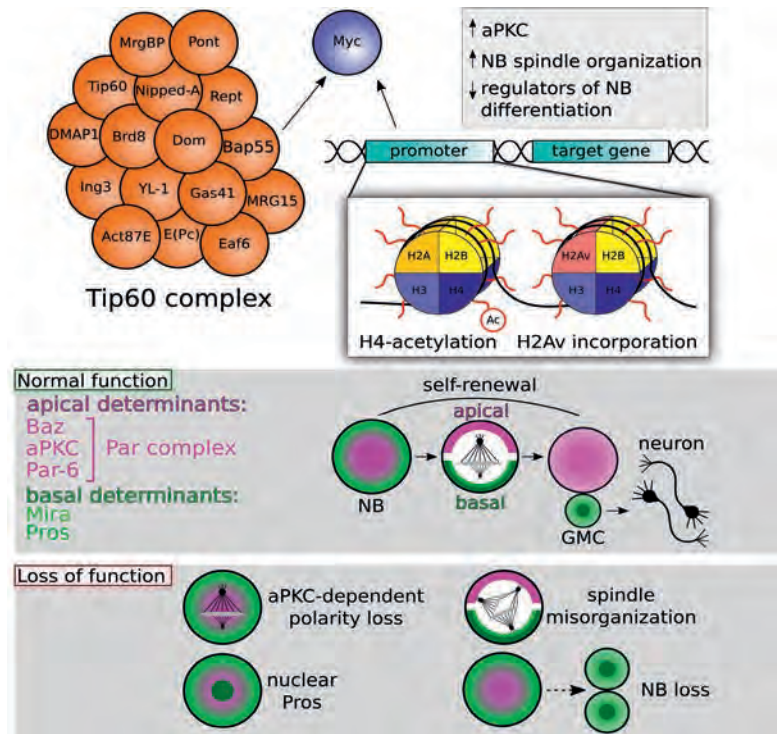 MrgBP
Pont
Tip60
Nipped-A
Rept
DMAP1
Brd8
Dom
Bap55
Ing3
YL-1
Gas41
MRG15
Act87E
E(Pc)
Eaf6
Tip60 complex
Myc
↑ aPKC
↑ NB spindle organization
↓ regulators of NB
differentiation
promoter
target gene
H2A
H2B
H3
H4
Ac
H2Av
H2B
H3
H4
H4-acetylation
H2Av incorporation
Normal function
apical determinants:
Baz
aPKC
Par-6
Par complex
basal determinants:
Mira
Pros
self-renewal
apical
basal
NB
GMC
neuron
Loss of function
aPKC-dependent
polarity loss
spindle
misorganization
nuclear
Pros
NB loss